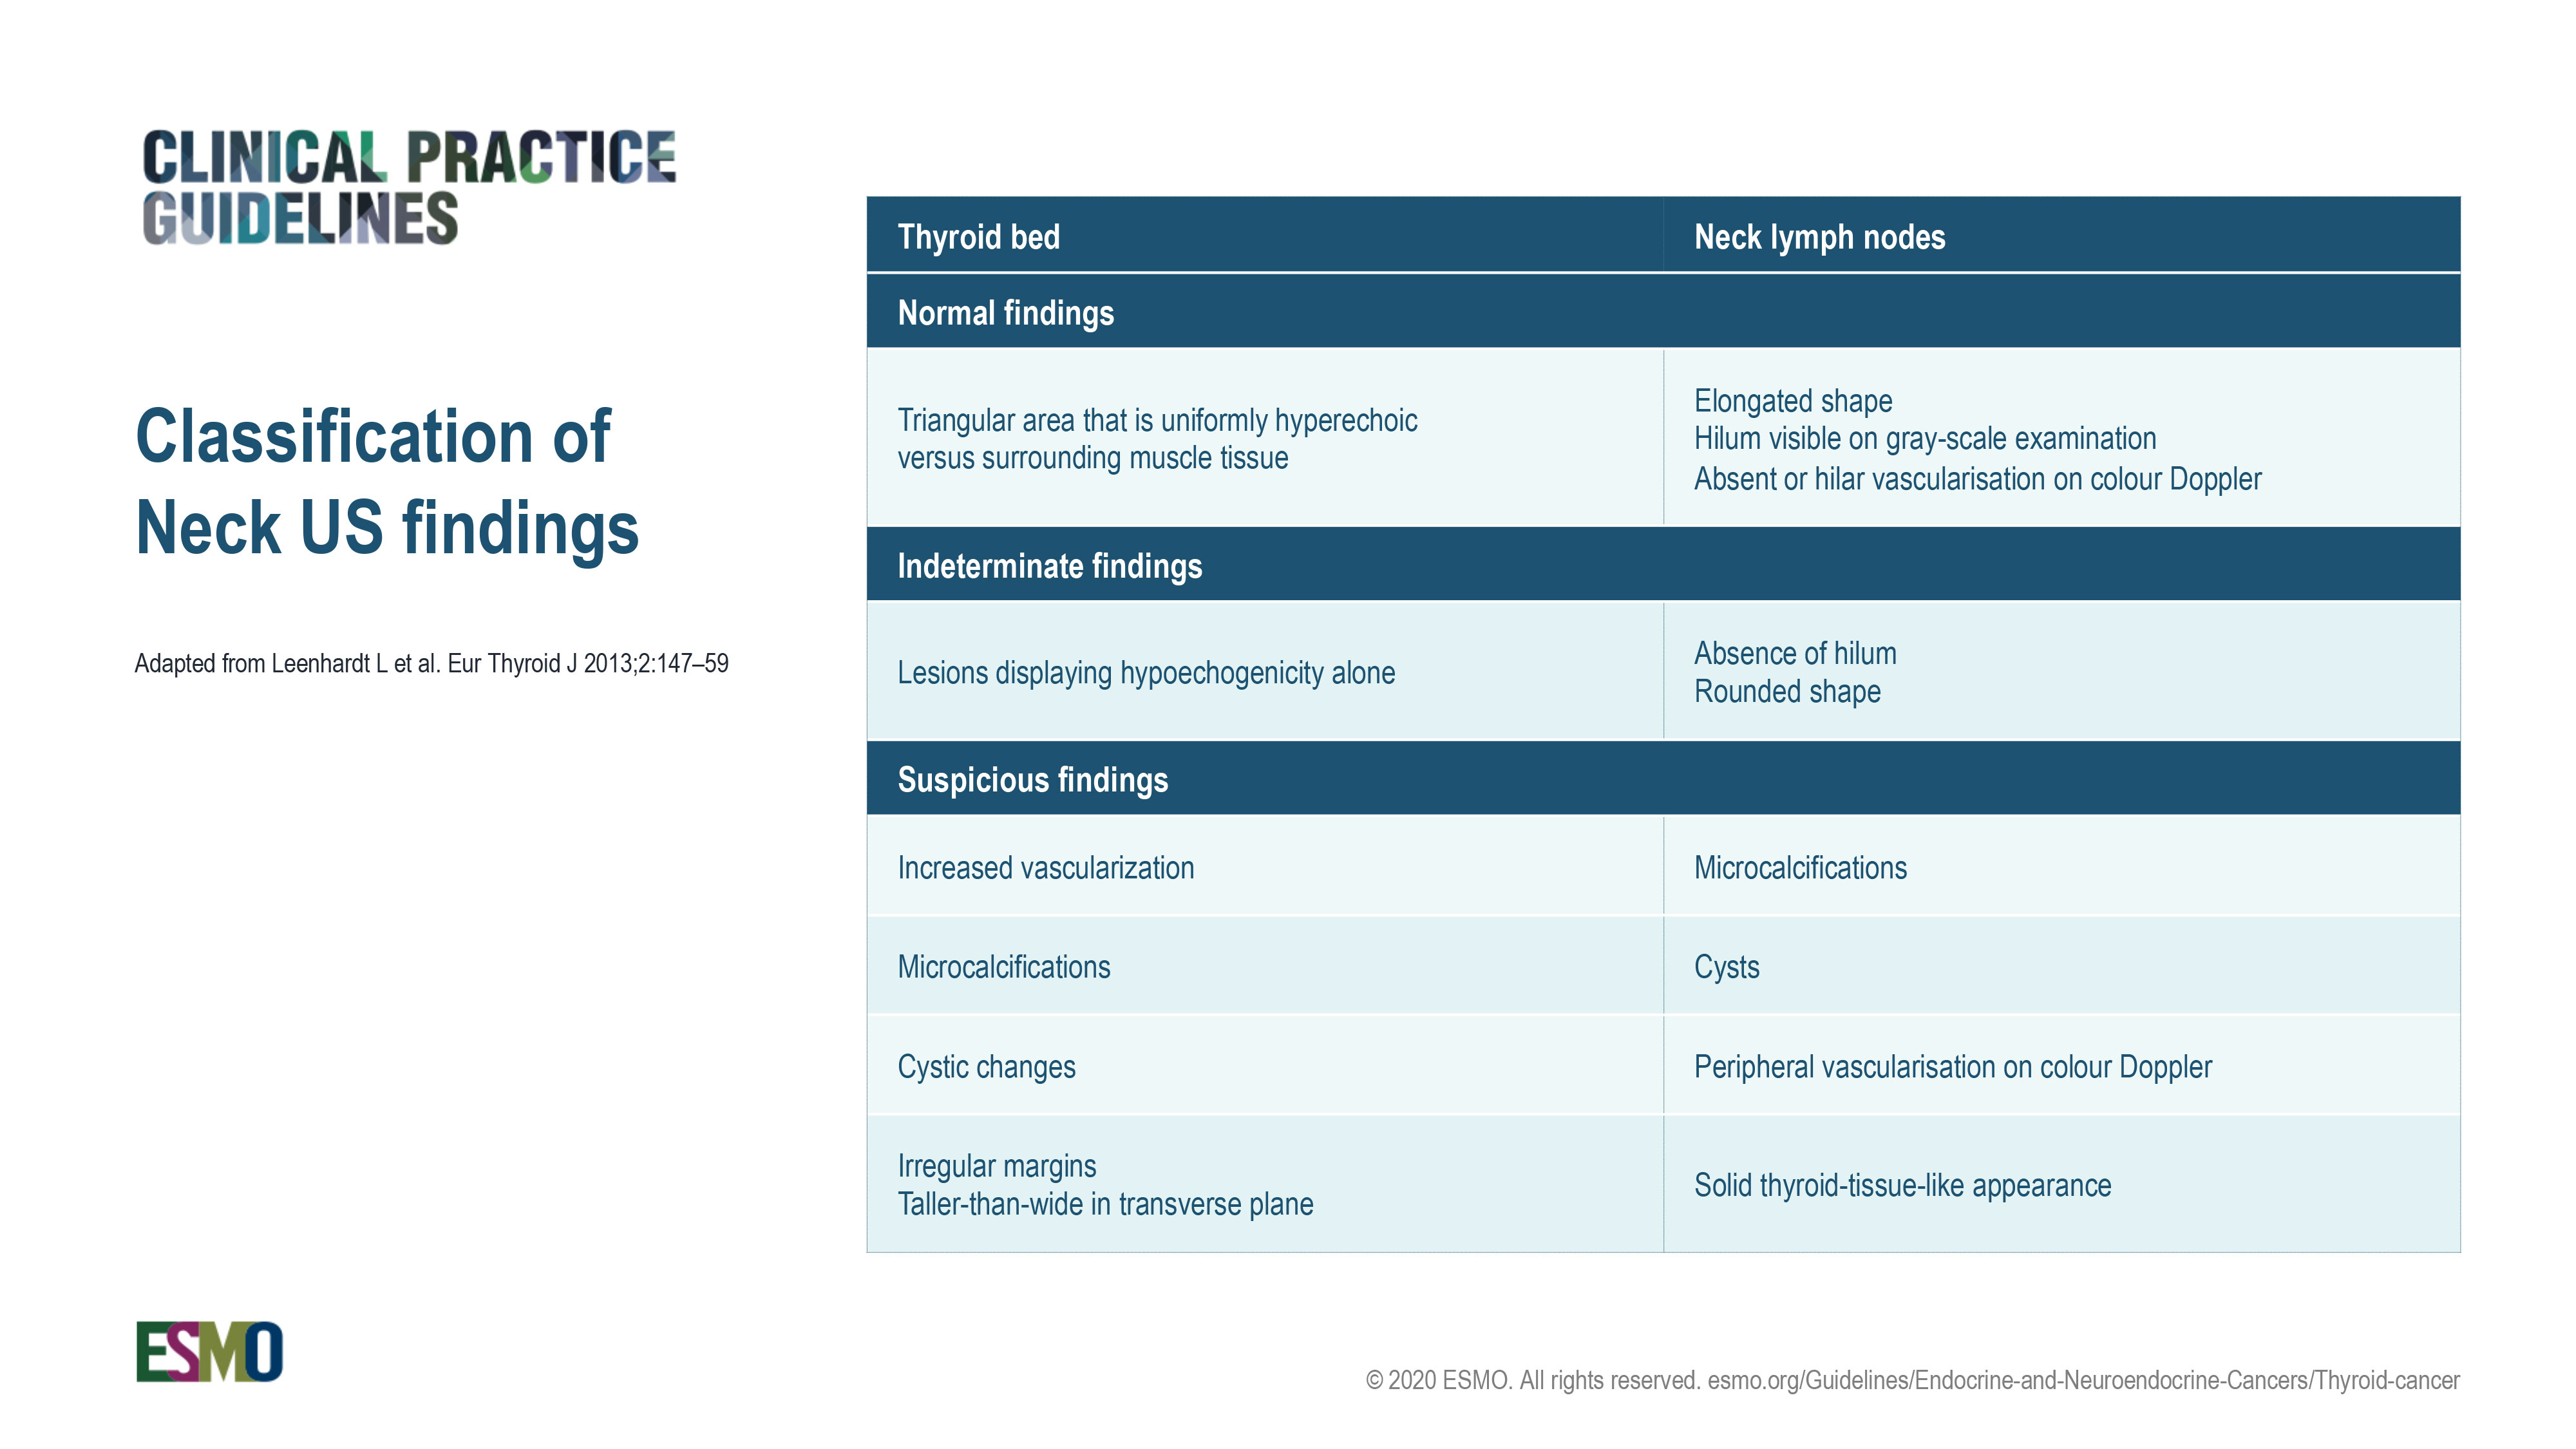 CLINICAL PRACTICE
GUIDELINES
Classification of
Neck US findings
Adapted from Leenhardt L et al. Eur Thyroid J 2013;2:147–59
Thyroid bed
Neck lymph nodes
Normal findings
Triangular area that is uniformly hyperechoic
versus surrounding muscle tissue
Elongated shape
Hilum visible on gray-scale examination
Absent or hilar vascularisation on colour Doppler
Indeterminate findings
Lesions displaying hypoechogenicity alone
Absence of hilum
Rounded shape
Suspicious findings
Increased vascularization
Microcalcifications
Microcalcifications
Cysts
Cystic changes
Peripheral vascularisation on colour Doppler
Irregular margins
Taller-than-wide in transverse plane
Solid thyroid-tissue-like appearance
ESMO
© 2020 ESMO. All rights reserved. esmo.org/Guidelines/Endocrine-and-Neuroendocrine-Cancers/Thyroid-cancer